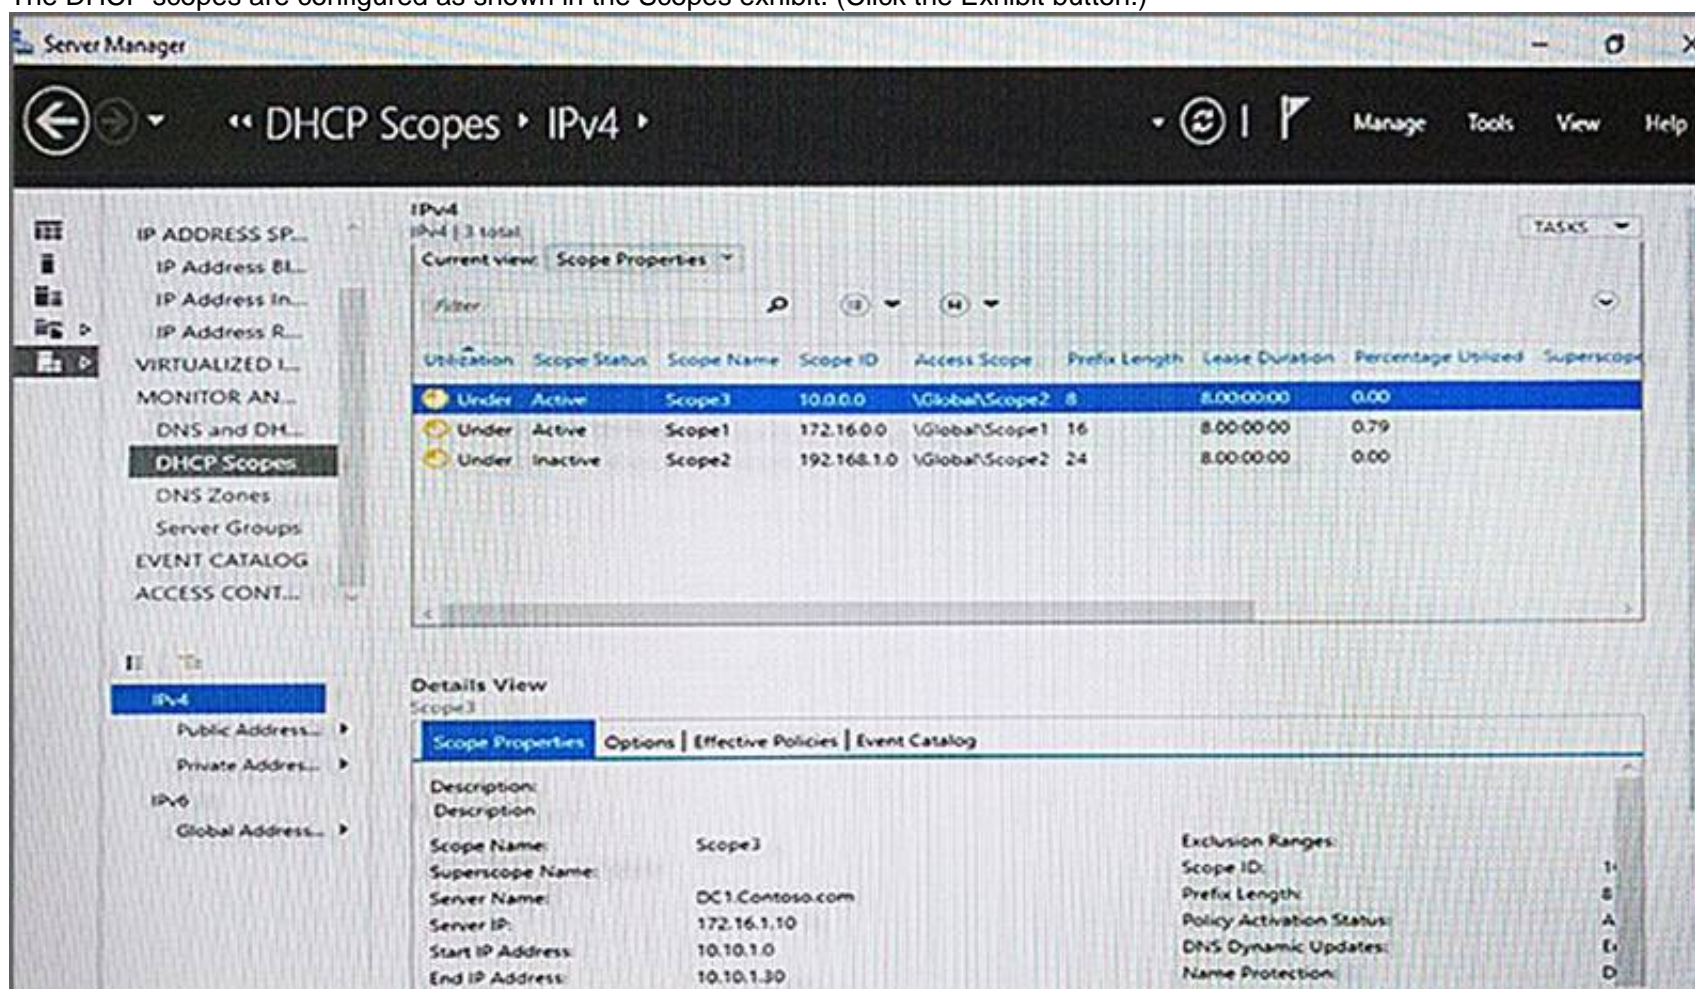 The DHCP scopes are configured as shown in the Scopes exhibit. (Click the Exhibit button.)
Server Manager
DHCP Scopes IPv4
Manage Tools View Help
IP ADDRESS SP...
IP Address Bl...
IP Address In...
IP Address R...
VIRTUALIZED I...
MONITOR AN...
DNS and DH...
DHCP Scopes
DNS Zones
Server Groups
EVENT CATALOG
ACCESS CONT...
IPv4
Public Address...
Private Addres...
IPv6
Global Address...
IPv4
IPv4 | 3 total
TASKS
Current view: Scope Properties
Filter
Utilization Scope Status Scope Name Scope ID Access Scope Prefix Length Lease Duration Percentage Utilized Superscope
Under Active Scope3 10.0.0.0 \Global\Scope2 8 8.00:00:00 0.00
Under Active Scope1 172.16.0.0 \Global\Scope1 16 8.00:00:00 0.79
Under Inactive Scope2 192.168.1.0 \Global\Scope2 24 8.00:00:00 0.00
Details View
Scope3
Scope Properties Options | Effective Policies | Event Catalog
Description:
Description
Scope Name: Scope3
Superscope Name:
Server Name: DC1.Contoso.com
Server IP: 172.16.1.10
Start IP Address: 10.10.1.0
End IP Address: 10.10.1.30
Exclusion Ranges:
Scope ID: 1
Prefix Length: 8
Policy Activation Status: A
DNS Dynamic Updates: E
Name Protection: D